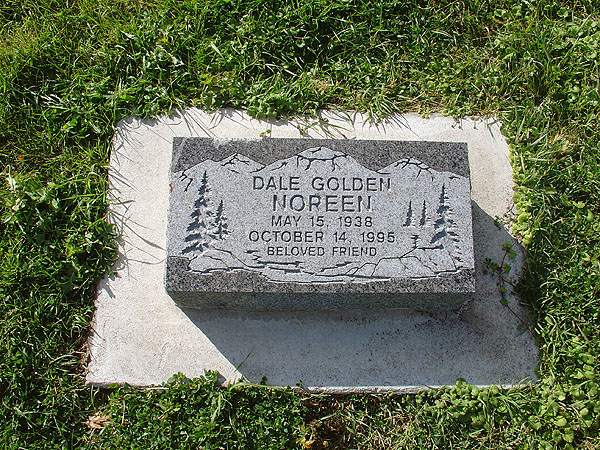 DALE GOLDEN
NOREEN
MAY 15, 1938
OCTOBER 14, 1995
BELOVED FRIEND